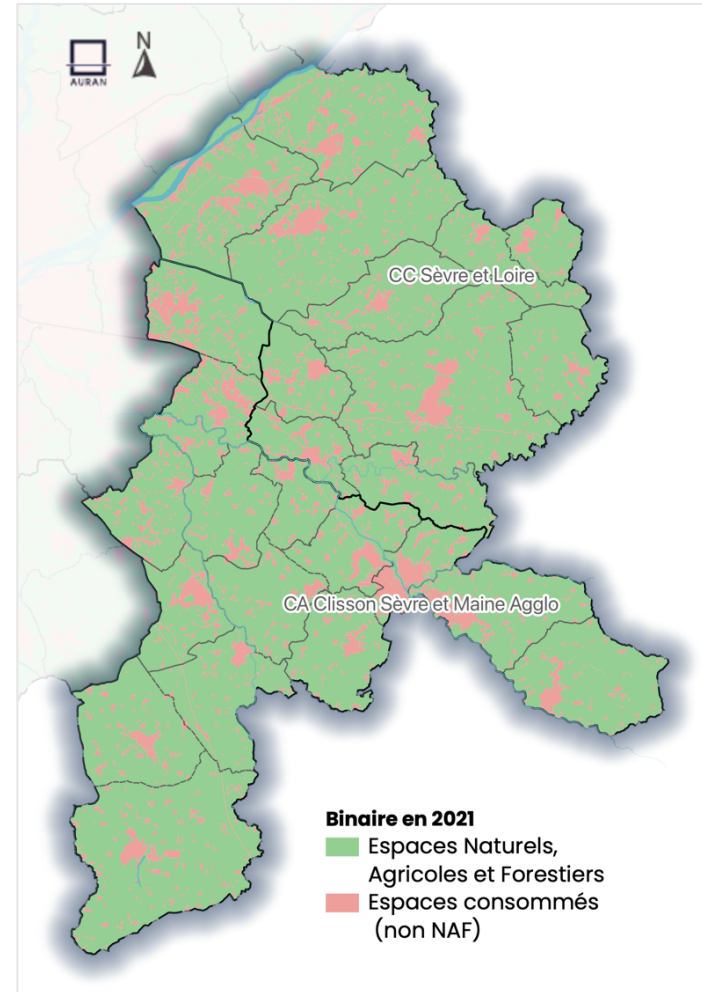 N
AURAN
CC Sèvre et Loire
CA Clisson Sèvre et Maine Agglo
Binaire en 2021
Espaces Naturels,
Agricoles et Forestiers
Espaces consommés
(non NAF)